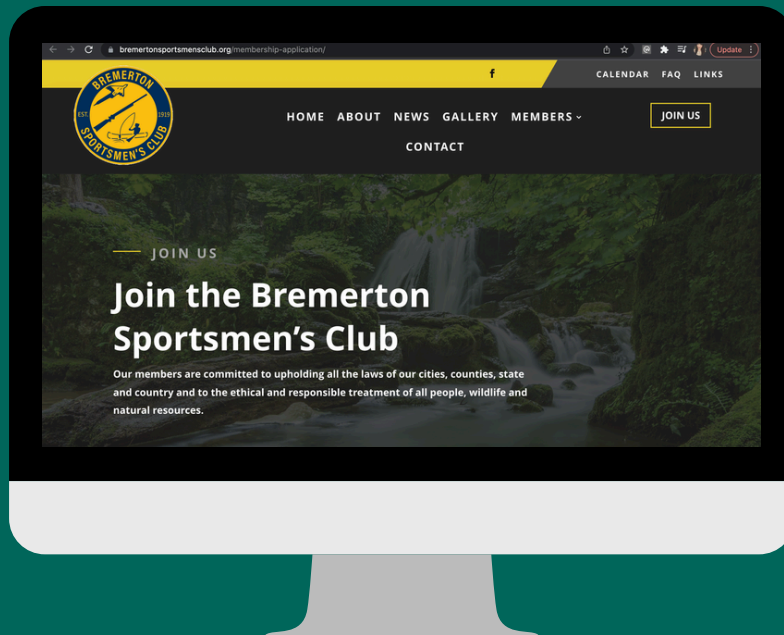 bremertonsportsmensclub.org/membership-application/
Update
f
CALENDAR FAQ LINKS
BREMERTON
EST. 1919
SPORTSMEN'S CLUB
HOME ABOUT NEWS GALLERY MEMBERS
CONTACT
JOIN US
JOIN US
Join the Bremerton
Sportsmen’s Club
Our members are committed to upholding all the laws of our cities, counties, state
and country and to the ethical and responsible treatment of all people, wildlife and
natural resources.